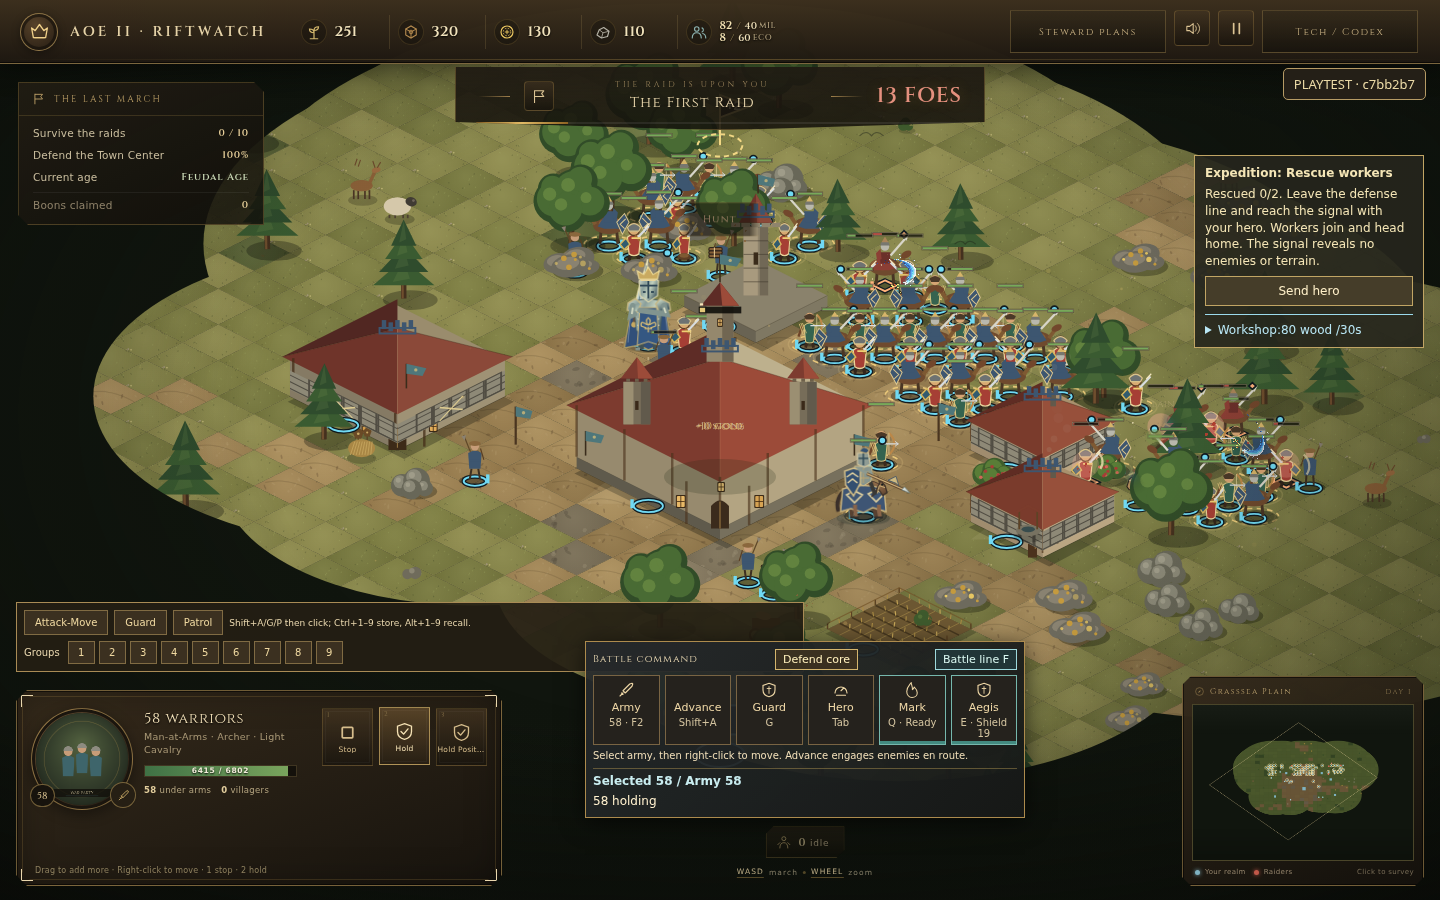 AOE II · RIFTWATCH
251
320
130
110
82 / 40 MIL
8 / 60 ECO
STEWARD PLANS
TECH / CODEX
THE LAST MARCH
Survive the raids 0 / 10
Defend the Town Center 100%
Current age FEUDAL AGE
Boons claimed 0
THE RAID IS UPON YOU
THE FIRST RAID
13 FOES
PLAYTEST · c7bb2b7
Expedition: Rescue workers
Rescued 0/2. Leave the defense
line and reach the signal with
your hero. Workers join and head
home. The signal reveals no
enemies or terrain.
Send hero
Workshop:80 wood /30s
HUNT
Attack-Move
Guard
Patrol
Shift+A/G/P then click; Ctrl+1–9 store, Alt+1–9 recall.
Groups 1 2 3 4 5 6 7 8 9
BATTLE COMMAND
Defend core
Battle line F
Army
58 · F2
Advance
Shift+A
Guard
G
Hero
Tab
Mark
Q · Ready
Aegis
E · Shield
19
Select army, then right-click to move. Advance engages enemies en route.
Selected 58 / Army 58
58 holding
58 WARRIORS
Man-at-Arms · Archer · Light
Cavalry
6415 / 6802
58 under arms 0 villagers
58
WAR PARTY
1
Stop
2
Hold
3
Hold Posit...
Drag to add more · Right-click to move · 1 stop · 2 hold
0 idle
WASD march • WHEEL zoom
GRASSSEA PLAIN
DAY 1
Your realm
Raiders
Click to survey